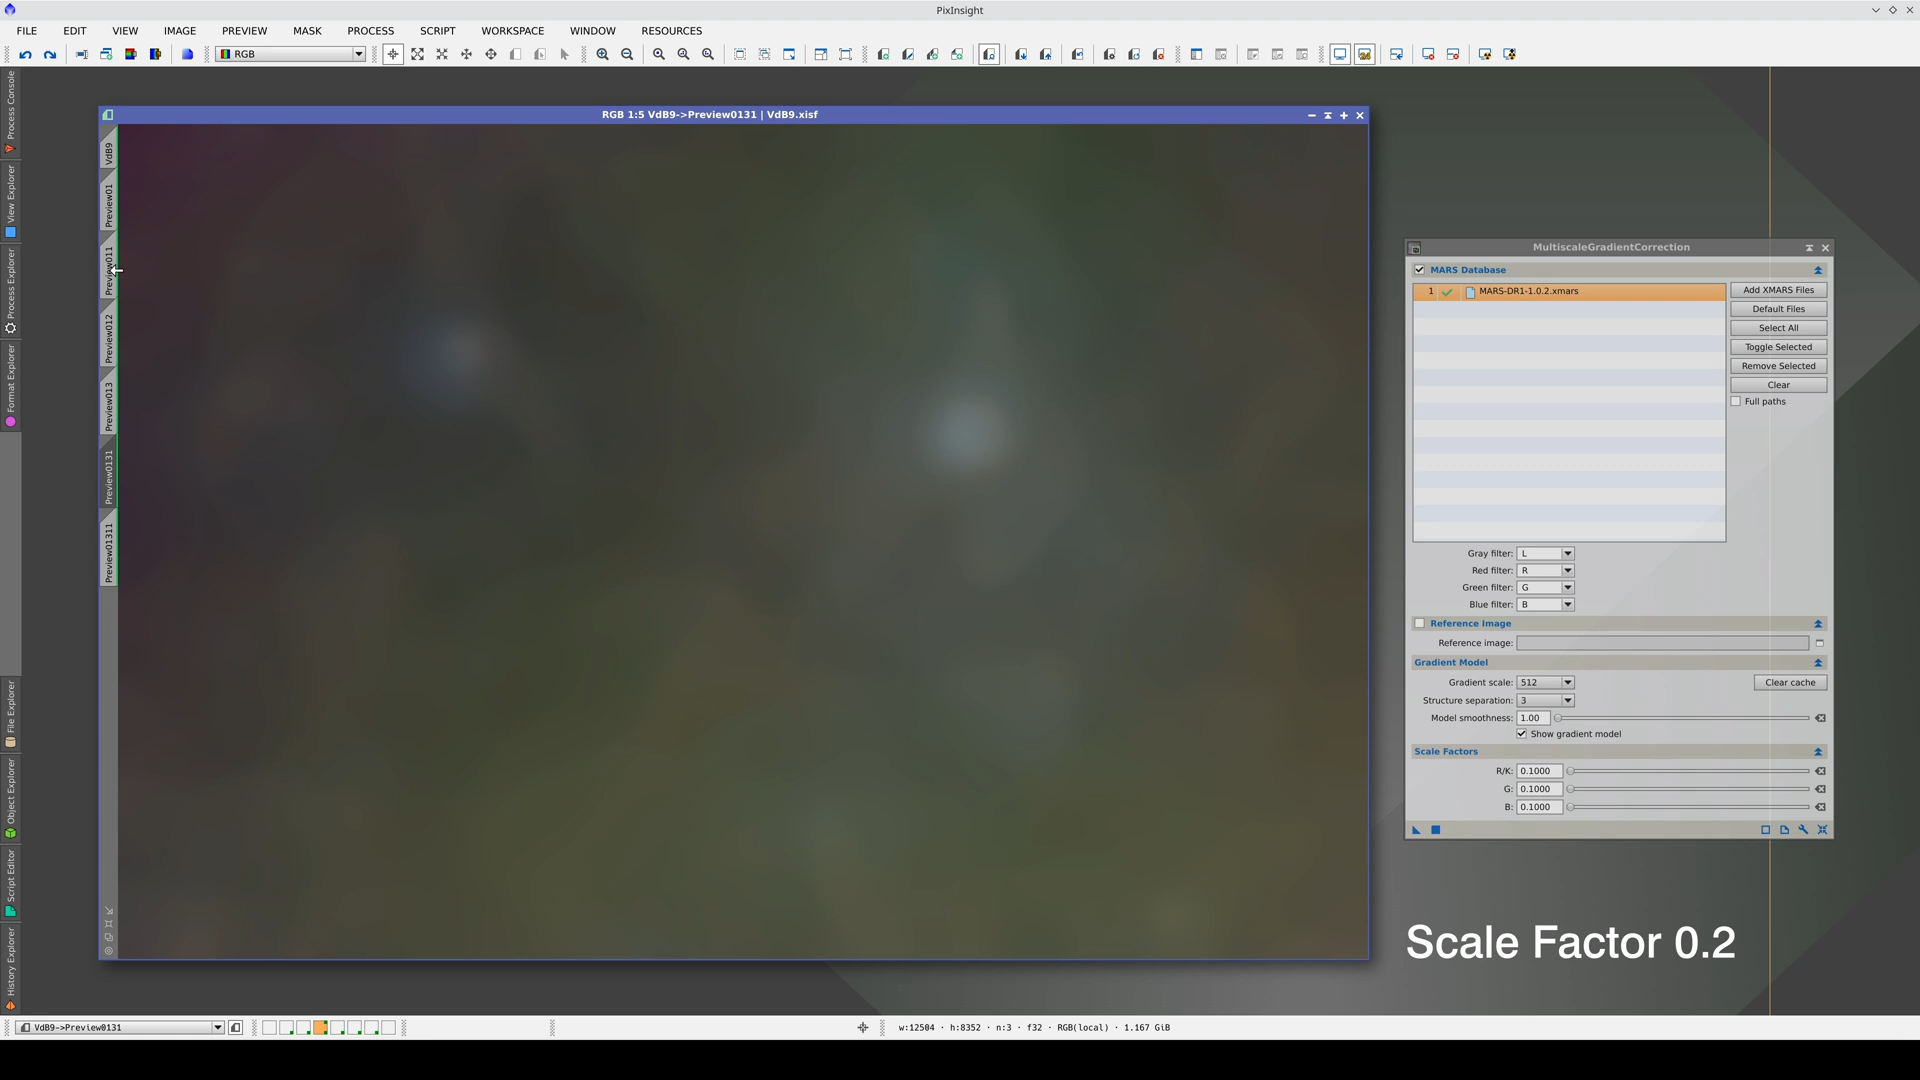 PixInsight
FILE EDIT VIEW IMAGE PREVIEW MASK PROCESS SCRIPT WORKSPACE WINDOW RESOURCES
RGB
Process Console
View Explorer
Process Explorer
Format Explorer
File Explorer
Object Explorer
Script Editor
History Explorer
RGB 1:5 VdB9->Preview0131 | VdB9.xisf
VdB9
Preview01
Preview011
Preview012
Preview013
Preview0131
Preview01311
MultiscaleGradientCorrection
MARS Database
1 MARS-DR1-1.0.2.xmars
Add XMARS Files
Default Files
Select All
Toggle Selected
Remove Selected
Clear
Full paths
Gray filter: L
Red filter: R
Green filter: G
Blue filter: B
Reference Image
Reference image:
Gradient Model
Gradient scale: 512 Clear cache
Structure separation: 3
Model smoothness: 1.00
Show gradient model
Scale Factors
R/K: 0.1000
G: 0.1000
B: 0.1000
Scale Factor 0.2
VdB9->Preview0131
w:12504 · h:8352 · n:3 · f32 · RGB(local) · 1.167 GiB